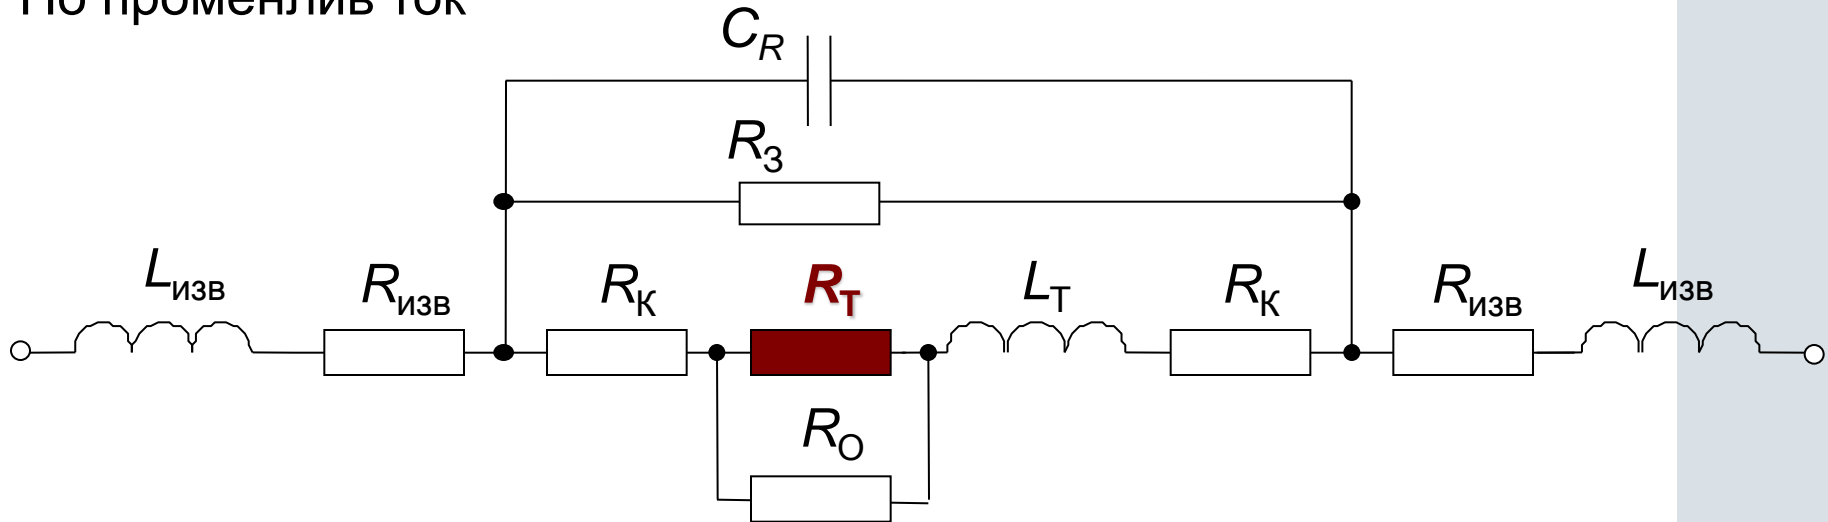 По променлив ток
C_R
R_З
L_изв
R_изв
R_К
R_Т
L_Т
R_К
R_изв
L_изв
R_О